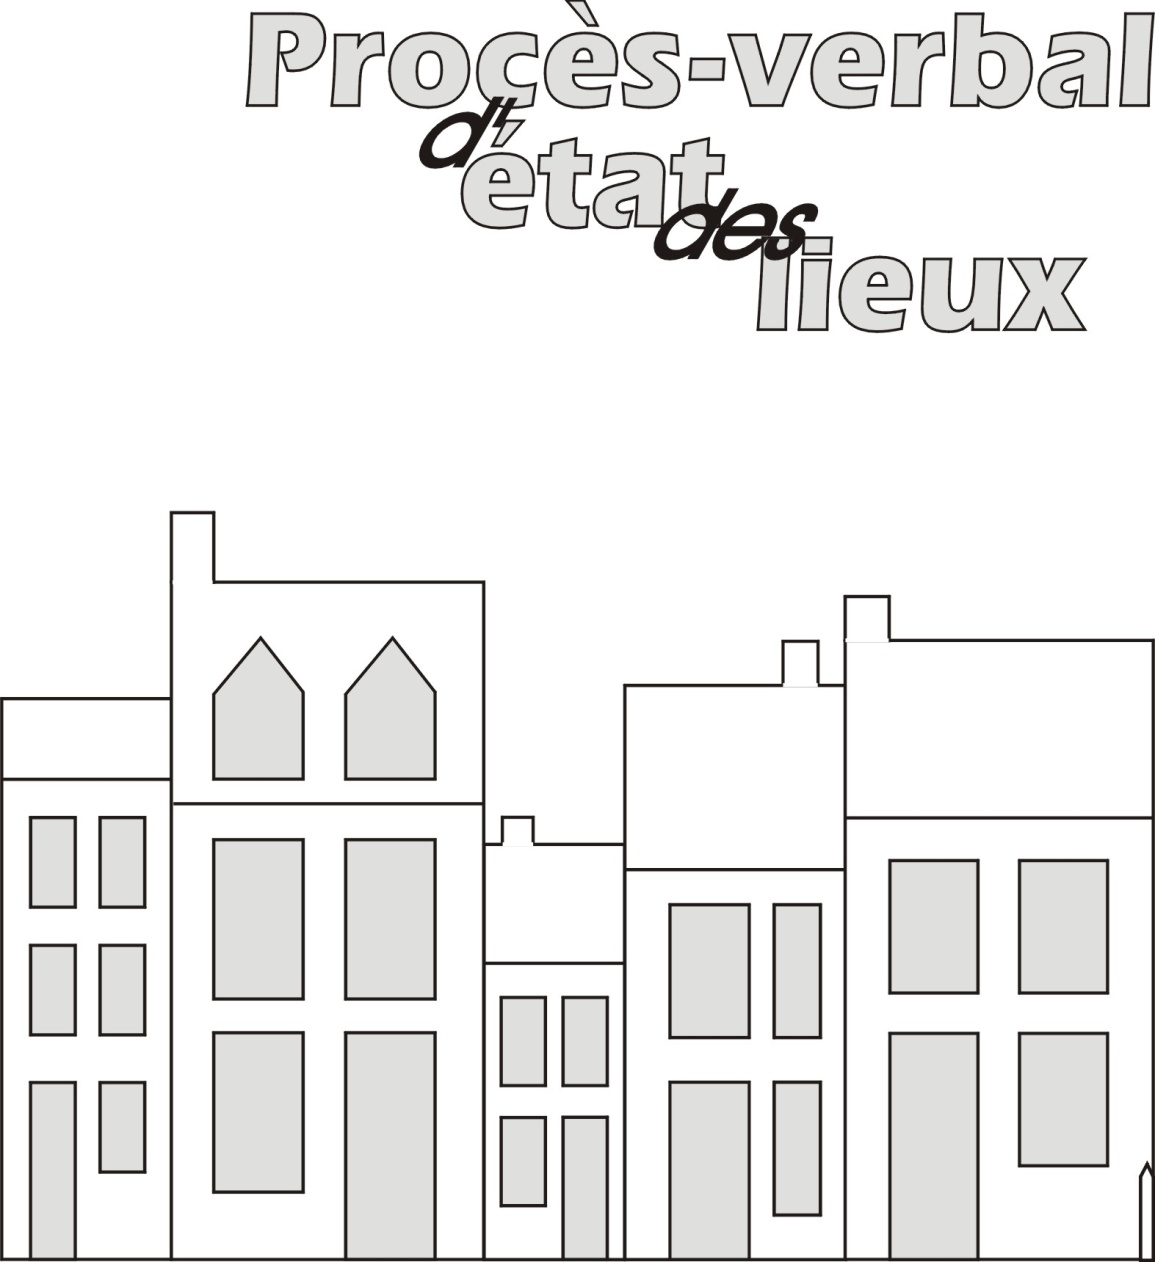 Procès-verbal
d'
état
des
lieux